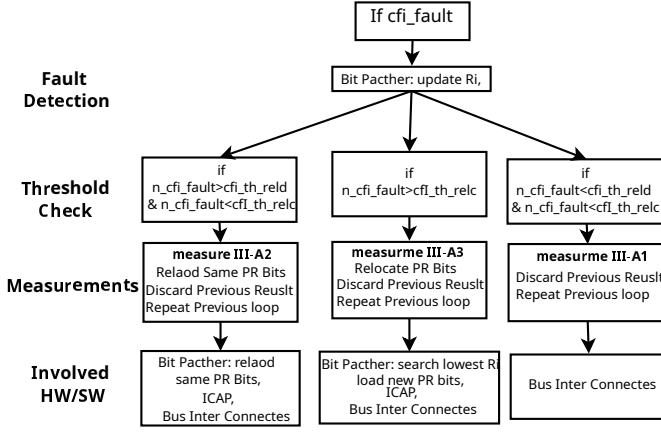 If cfi_fault
Bit Pacther: update Ri,
Fault
Detection
Threshold
Check
if
n_cfi_fault>cfi_th_reld
& n_cfi_fault<cfI_th_relc
if
n_cfi_fault>cfI_th_relc
if
n_cfi_fault<cfi_th_reld
& n_cfi_fault<cfI_th_relc
Measurements
measure III-A2
Relaod Same PR Bits
Discard Previous Reuslt
Repeat Previous loop
measurme III-A3
Relocate PR Bits
Discard Previous Reuslt
Repeat Previous loop
measurme III-A1
Discard Previous Reuslt
Repeat Previous loop
Involved
HW/SW
Bit Pacther: relaod
same PR Bits,
ICAP,
Bus Inter Connectes
Bit Pacther: search lowest Ri
load new PR bits,
ICAP,
Bus Inter Connectes
Bus Inter Connectes